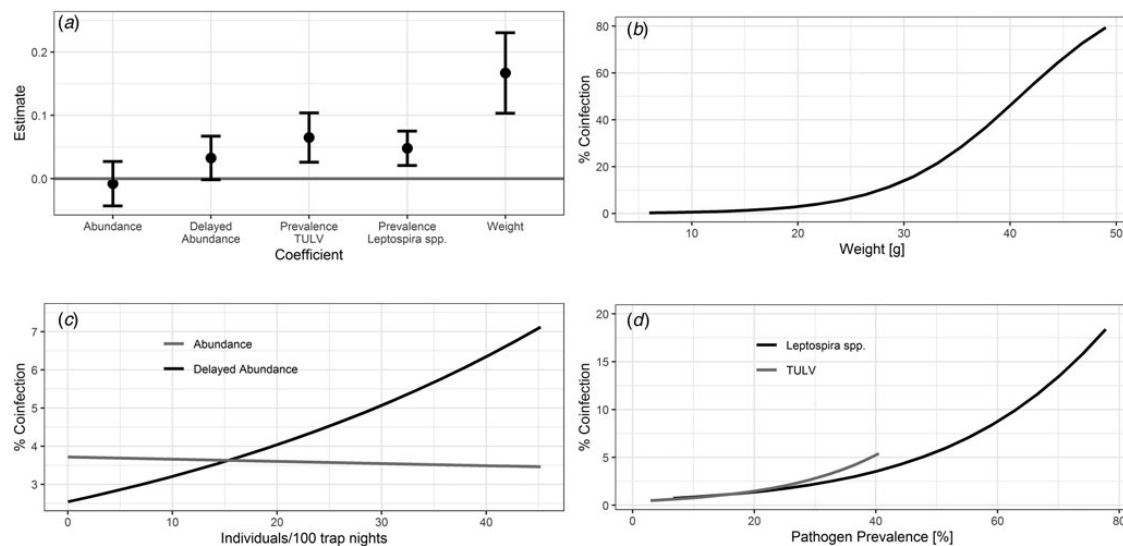 (a)
0.2
0.1
0.0
Estimate
Abundance
Delayed
Abundance
Prevalence
TULV
Prevalence
Leptospira spp.
Weight
Coefficient
(b)
80
60
40
20
0
% Coinfection
10 20 30 40 50
Weight [g]
(c)
7
6
5
4
3
% Coinfection
Abundance
Delayed Abundance
0 10 20 30 40
Individuals/100 trap nights
(d)
20
15
10
5
0
% Coinfection
Leptospira spp.
TULV
0 20 40 60 80
Pathogen Prevalence [%]